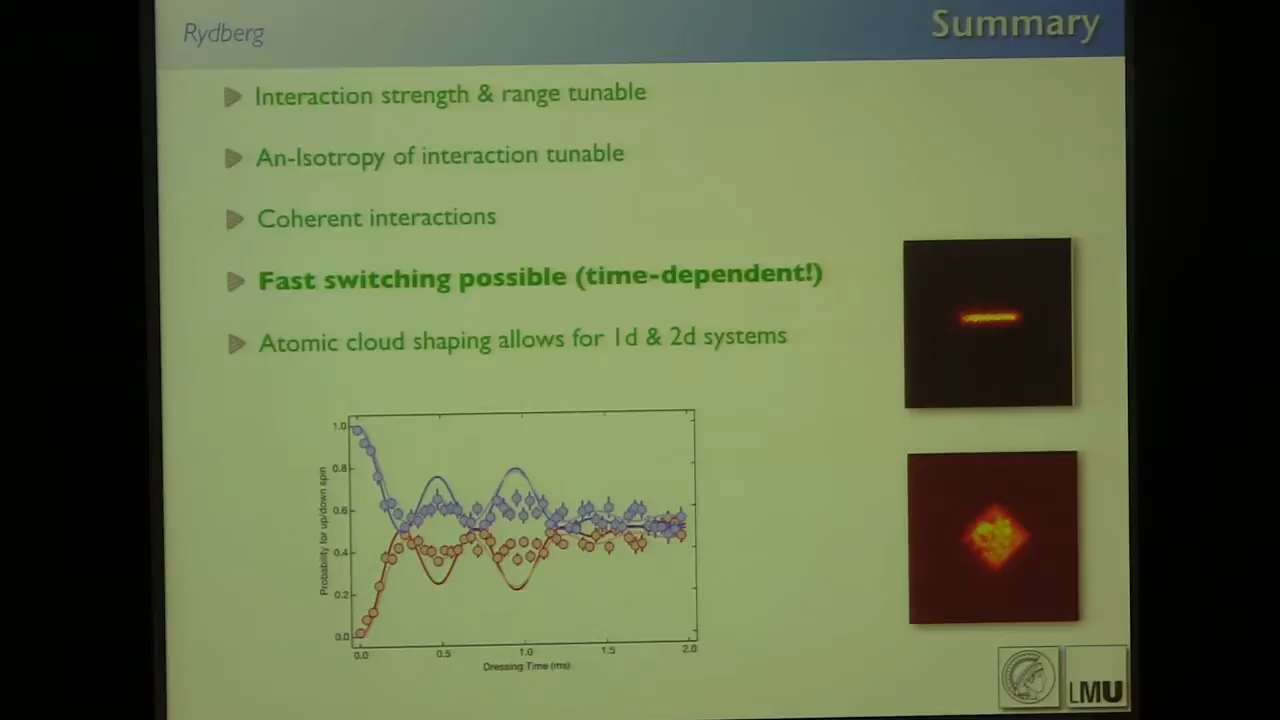 Rydberg
Summary
Interaction strength & range tunable
An-Isotropy of interaction tunable
Coherent interactions
Fast switching possible (time-dependent!)
Atomic cloud shaping allows for 1d & 2d systems
Probability for up/down spin
1.0
0.8
0.6
0.4
0.2
0.0
0.0 0.5 1.0 1.5 2.0
Dressing Time (ms)
LMU